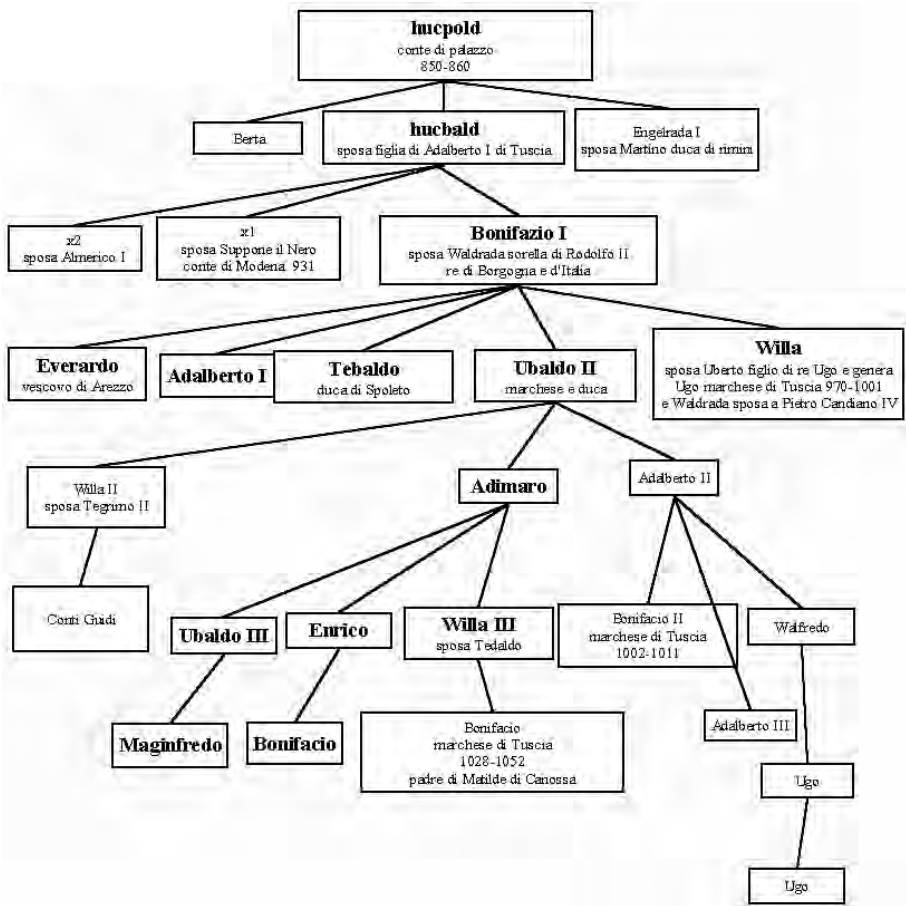 hucpold
conte di palazzo
850-860
Berta
hucbald
sposa figlia di Adalberto I di Tuscia
Engelrada I
sposa Martino duca di rimini
x2
sposa Almerico I
x1
sposa Suppone il Nero
conte di Modena 931
Bonifazio I
sposa Waldrada sorella di Rodolfo II
re di Borgogna e d'Italia
Everardo
vescovo di Arezzo
Adalberto I
Tebaldo
duca di Spoleto
Ubaldo II
marchese e duca
Willa
sposa Uberto figlio di re Ugo e genera
Ugo marchese di Tuscia 970-1001
e Waldrada sposa a Pietro Candiano IV
Willa II
sposa Tegrimo II
Adimaro
Adalberto II
Conti Guidi
Ubaldo III
Enrico
Willa III
sposa Tedaldo
Bonifacio II
marchese di Tuscia
1002-1011
Walfredo
Maginfredo
Bonifacio
Bonifacio
marchese di Tuscia
1028-1052
padre di Matilde di Canossa
Adalberto III
Ugo
Ugo